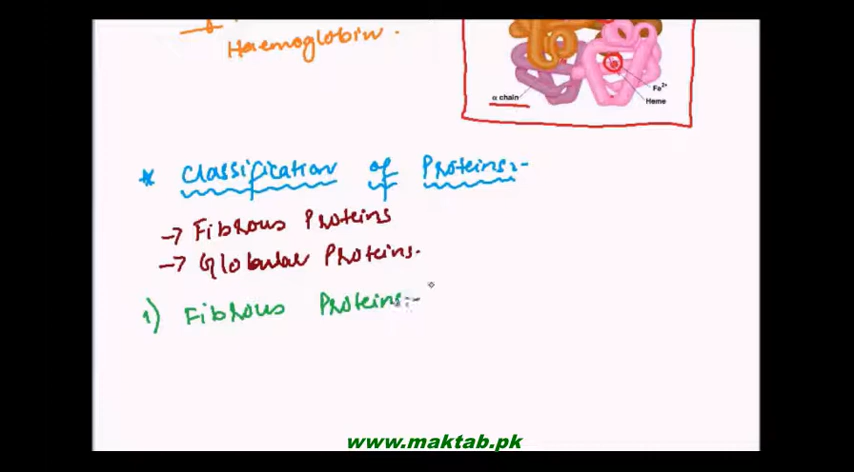 Haemoglobin.
α chain
Fe2+
Heme
* Classification of Proteins:-
→ Fibrous Proteins
→ Globular Proteins.
1) Fibrous Proteins:-
www.maktab.pk